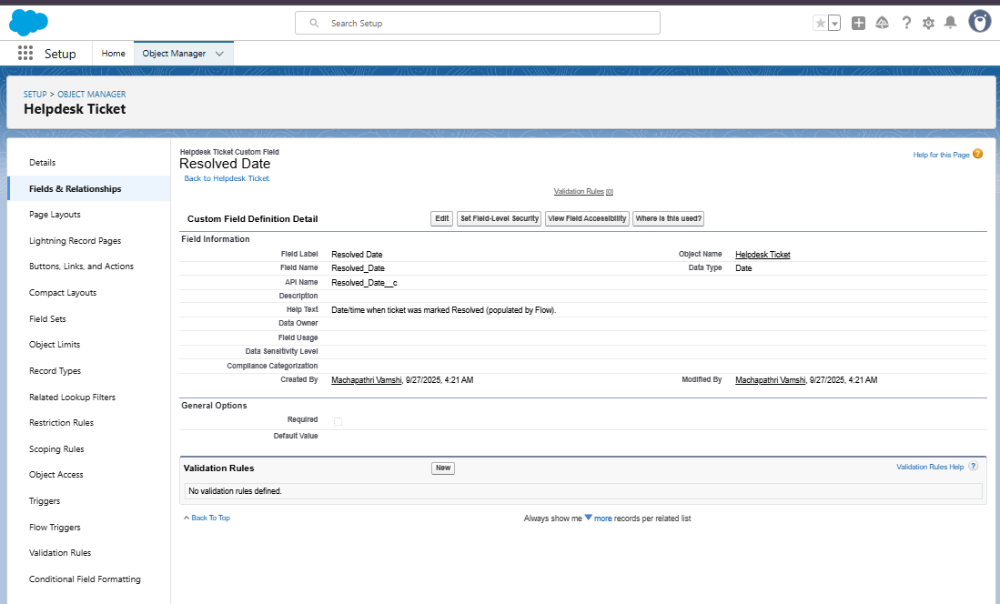 Search Setup
Setup
Home
Object Manager
SETUP > OBJECT MANAGER
Helpdesk Ticket
Details
Fields & Relationships
Page Layouts
Lightning Record Pages
Buttons, Links, and Actions
Compact Layouts
Field Sets
Object Limits
Record Types
Related Lookup Filters
Restriction Rules
Scoping Rules
Object Access
Triggers
Flow Triggers
Validation Rules
Conditional Field Formatting
Helpdesk Ticket Custom Field
Resolved Date
Back to Helpdesk Ticket
Help for this Page ?
Validation Rules [0]
Custom Field Definition Detail
Edit Set Field-Level Security View Field Accessibility Where is this used?
Field Information
Field Label Resolved Date Object Name Helpdesk Ticket
Field Name Resolved_Date Data Type Date
API Name Resolved_Date__c
Description
Help Text Date/time when ticket was marked Resolved (populated by Flow).
Data Owner
Field Usage
Data Sensitivity Level
Compliance Categorization
Created By Machapathri Vamshi, 9/27/2025, 4:21 AM Modified By Machapathri Vamshi, 9/27/2025, 4:21 AM
General Options
Required
Default Value
Validation Rules New Validation Rules Help ?
No validation rules defined.
Back To Top Always show me more records per related list